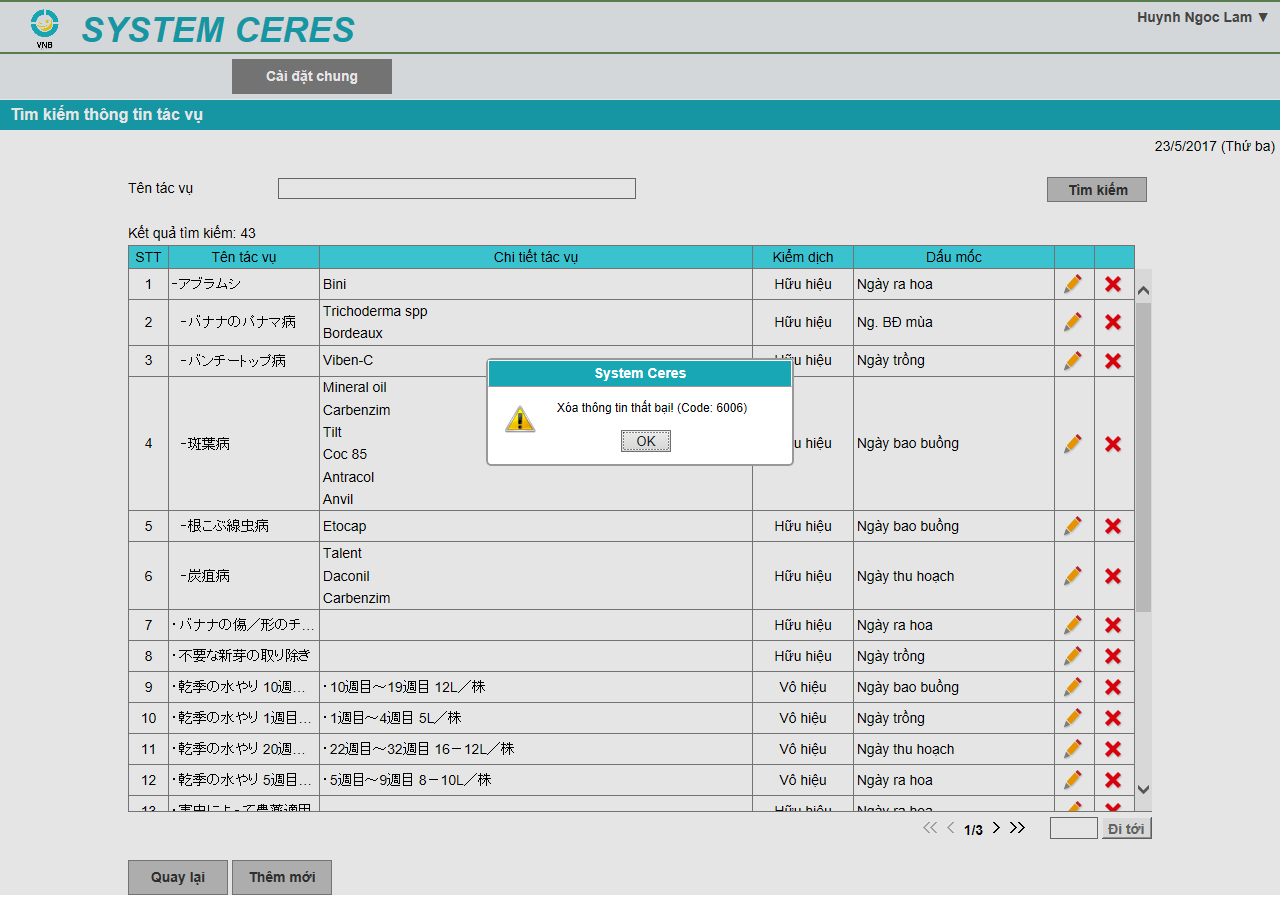 VNB
SYSTEM CERES
Huynh Ngoc Lam ▼
Cài đặt chung
Tìm kiếm thông tin tác vụ
23/5/2017 (Thứ ba)
Tên tác vụ
Tìm kiếm
Kết quả tìm kiếm: 43
STT Tên tác vụ Chi tiết tác vụ Kiểm dịch Dấu mốc
1 -アブラムシ Bini Hữu hiệu Ngày ra hoa
2 -バナナのパナマ病 Trichoderma spp Hữu hiệu Ng. BĐ mùa
Bordeaux
3 -バンチートップ病 Viben-C Hữu hiệu Ngày trồng
System Ceres
Xóa thông tin thất bại! (Code: 6006)
OK
Mineral oil
Carbenzim
Tilt
4 -斑葉病 u hiệu Ngày bao buồng
Coc 85
Antracol
Anvil
5 -根こぶ線虫病 Etocap Hữu hiệu Ngày bao buồng
Talent
6 -炭疽病 Daconil Hữu hiệu Ngày thu hoạch
Carbenzim
7 ・バナナの傷／形のチ... Hữu hiệu Ngày ra hoa
8 ・不要な新芽の取り除き Hữu hiệu Ngày trồng
9 ・乾季の水やり 10週... ・10週目～19週目 12L／株 Vô hiệu Ngày bao buồng
10 ・乾季の水やり 1週目... ・1週目～4週目 5L／株 Vô hiệu Ngày trồng
11 ・乾季の水やり 20週... ・22週目～32週目 16－12L／株 Vô hiệu Ngày thu hoạch
12 ・乾季の水やり 5週目... ・5週目～9週目 8－10L／株 Vô hiệu Ngày ra hoa
13 Hữu hiệu Ngày ra hoa
1/3
Đi tới
Quay lại
Thêm mới